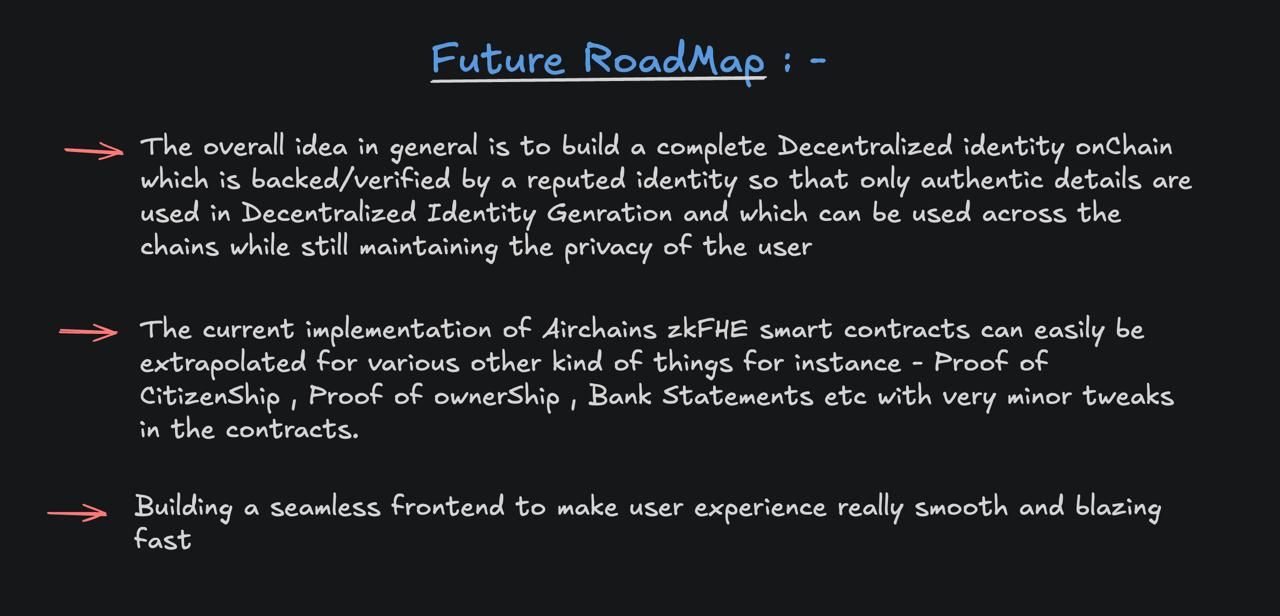 Future RoadMap : -
The overall idea in general is to build a complete Decentralized identity onChain
which is backed/verified by a reputed identity so that only authentic details are
used in Decentralized Identity Genration and which can be used across the
chains while still maintaining the privacy of the user
The current implementation of Airchains zkFHE smart contracts can easily be
extrapolated for various other kind of things for instance - Proof of
CitizenShip , Proof of ownerShip , Bank Statements etc with very minor tweaks
in the contracts.
Building a seamless frontend to make user experience really smooth and blazing
fast